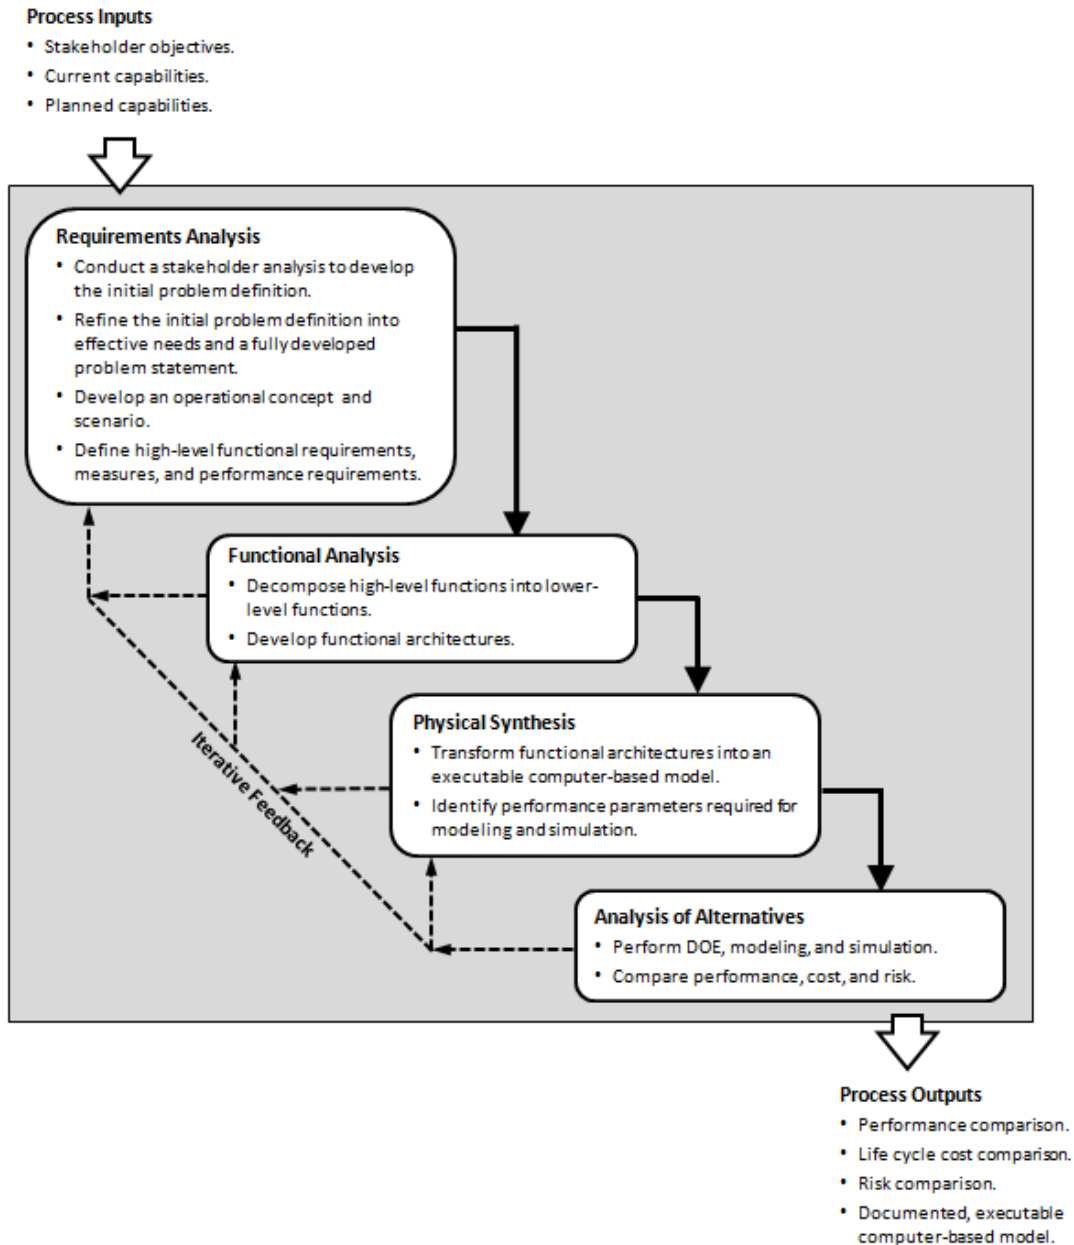 Process Inputs
• Stakeholder objectives.
• Current capabilities.
• Planned capabilities.
Requirements Analysis
• Conduct a stakeholder analysis to develop
the initial problem definition.
• Refine the initial problem definition into
effective needs and a fully developed
problem statement.
• Develop an operational concept and
scenario.
• Define high-level functional requirements,
measures, and performance requirements.
Functional Analysis
• Decompose high-level functions into lower-
level functions.
• Develop functional architectures.
Physical Synthesis
• Transform functional architectures into an
executable computer-based model.
• Identify performance parameters required for
modeling and simulation.
Iterative Feedback
Analysis of Alternatives
• Perform DOE, modeling, and simulation.
• Compare performance, cost, and risk.
Process Outputs
• Performance comparison.
• Life cycle cost comparison.
• Risk comparison.
• Documented, executable
computer-based model.